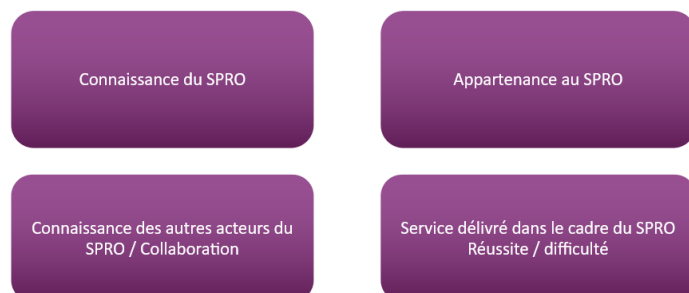 Connaissance du SPRO
Appartenance au SPRO
Connaissance des autres acteurs du
SPRO / Collaboration
Service délivré dans le cadre du SPRO
Réussite / difficulté